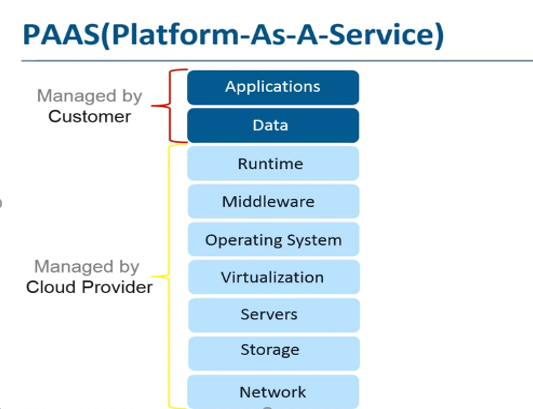 PAAS(Platform-As-A-Service)
Managed by
Customer
Applications
Data
Runtime
Middleware
Operating System
Managed by
Cloud Provider
Virtualization
Servers
Storage
Network